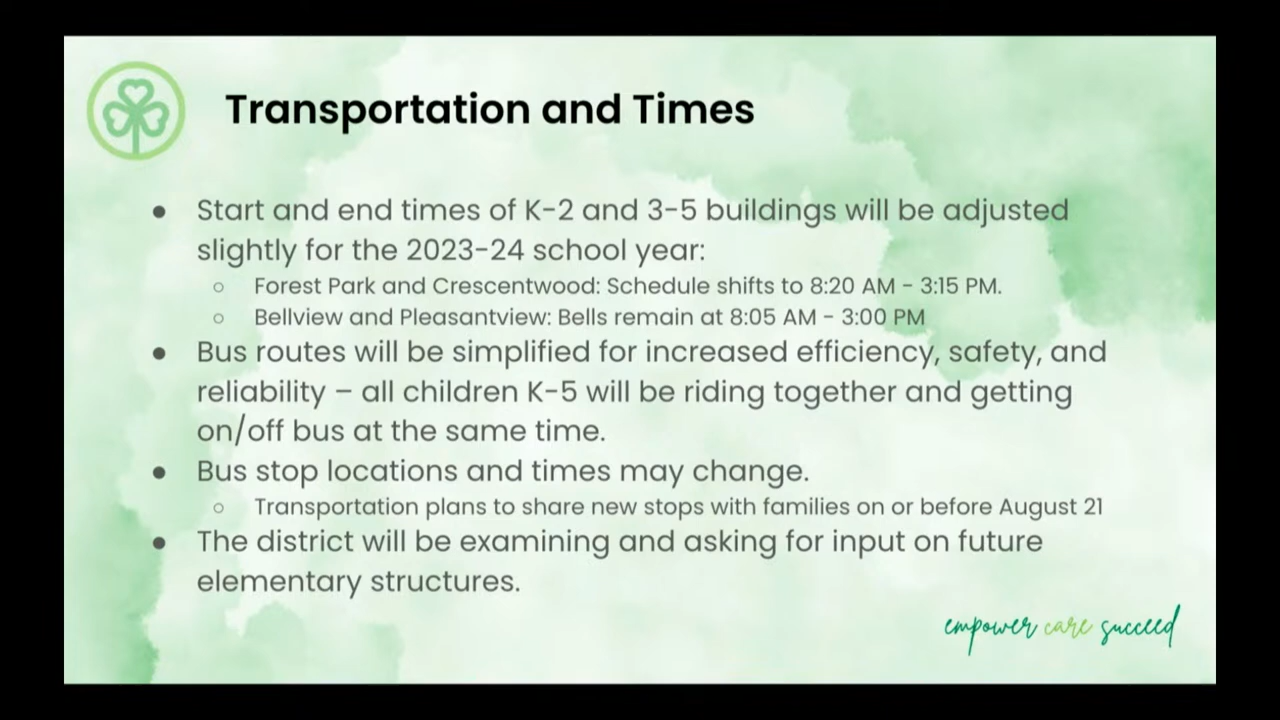 Transportation and Times
● Start and end times of K-2 and 3-5 buildings will be adjusted
slightly for the 2023-24 school year:
○ Forest Park and Crescentwood: Schedule shifts to 8:20 AM - 3:15 PM.
○ Bellview and Pleasantview: Bells remain at 8:05 AM - 3:00 PM
● Bus routes will be simplified for increased efficiency, safety, and
reliability – all children K-5 will be riding together and getting
on/off bus at the same time.
● Bus stop locations and times may change.
○ Transportation plans to share new stops with families on or before August 21
● The district will be examining and asking for input on future
elementary structures.
empower care succeed